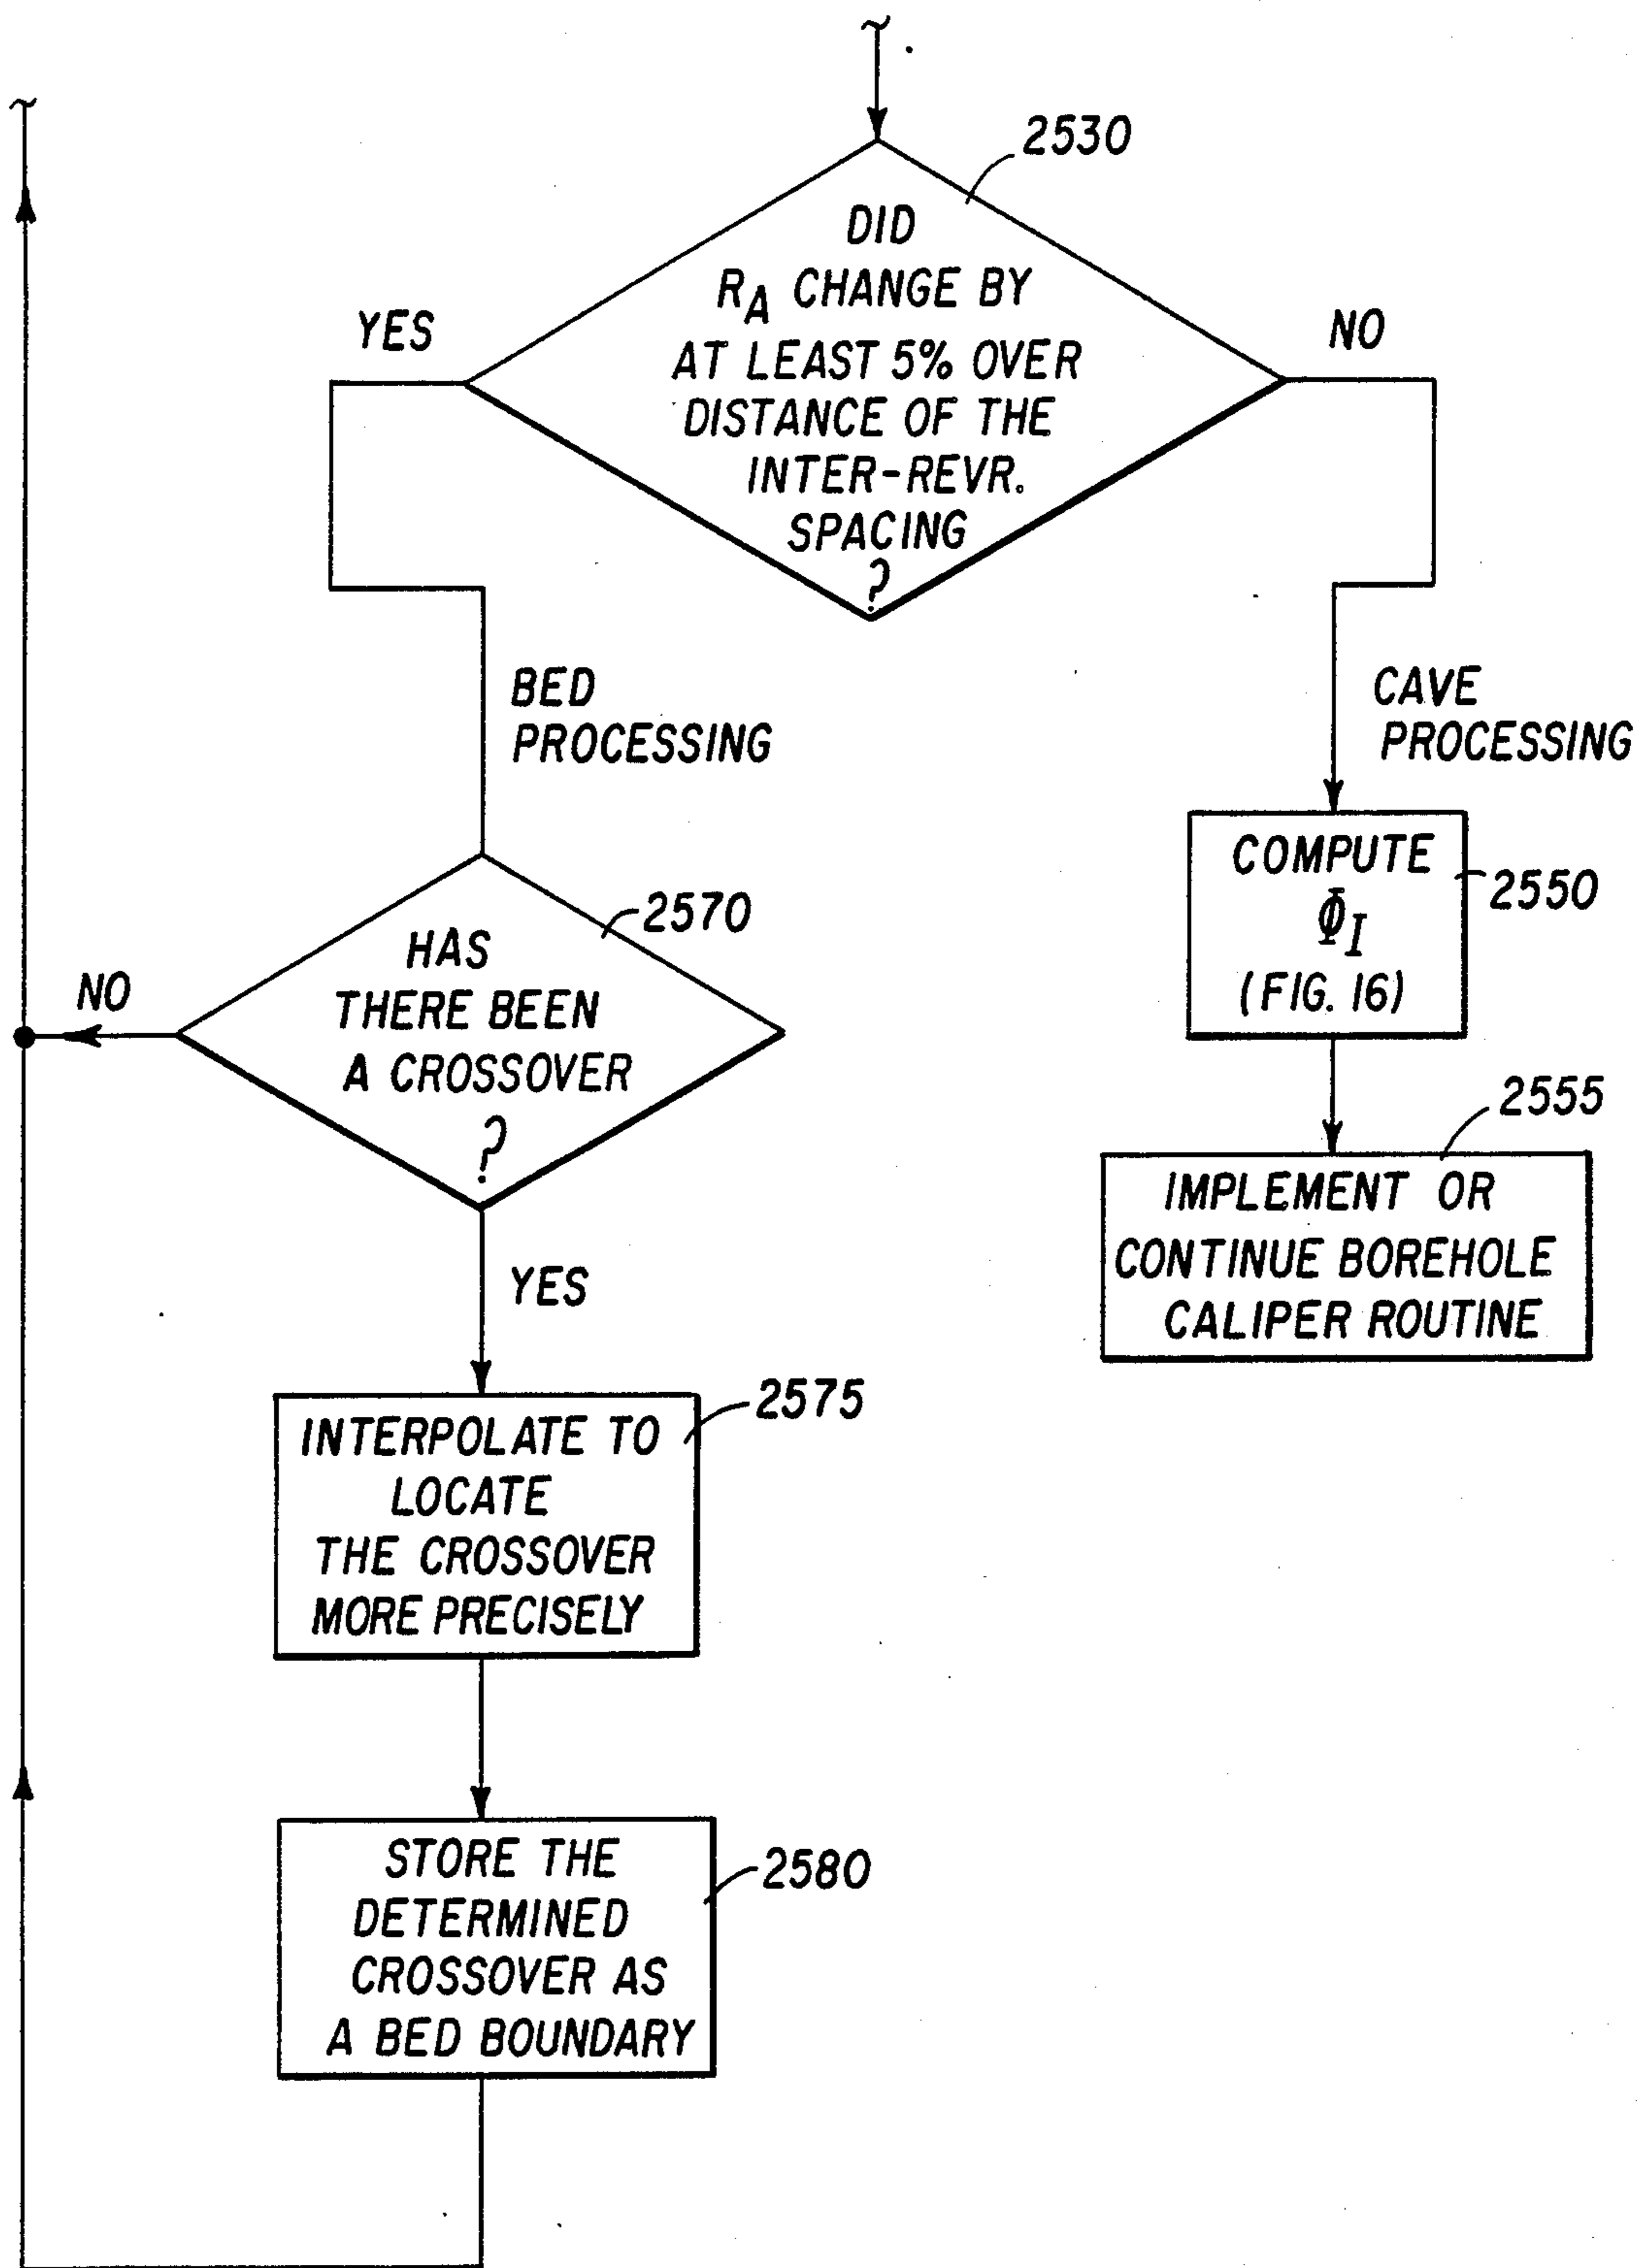 2530
DID
RA CHANGE BY
AT LEAST 5% OVER
DISTANCE OF THE
INTER-REVR.
SPACING
?
YES
NO
BED
PROCESSING
CAVE
PROCESSING
COMPUTE
ΦI
(FIG. 16)
2550
2570
HAS
THERE BEEN
A CROSSOVER
?
NO
YES
2555
IMPLEMENT OR
CONTINUE BOREHOLE
CALIPER ROUTINE
2575
INTERPOLATE TO
LOCATE
THE CROSSOVER
MORE PRECISELY
2580
STORE THE
DETERMINED
CROSSOVER AS
A BED BOUNDARY